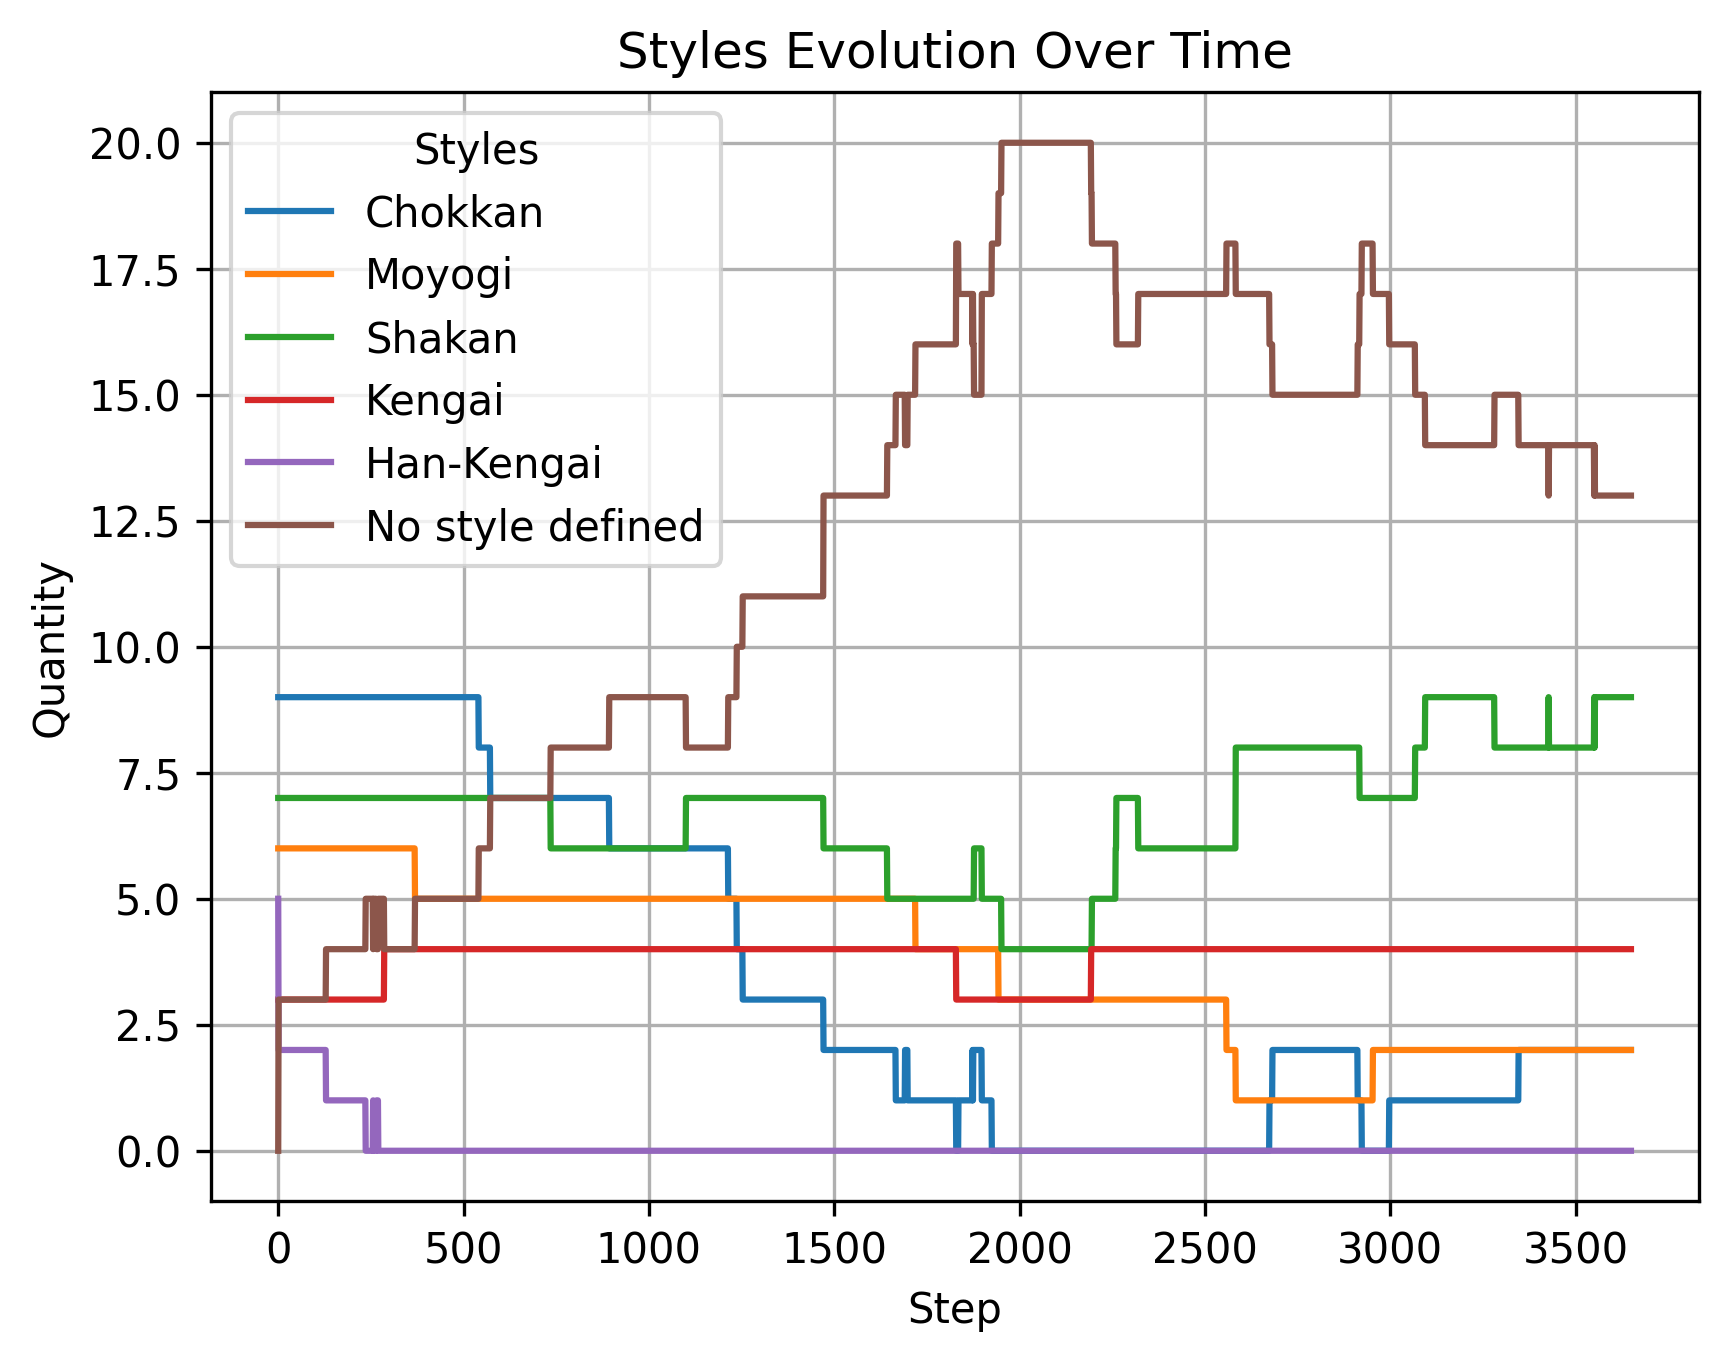 Styles Evolution Over Time
Styles
Chokkan
Moyogi
Shakan
Kengai
Han-Kengai
No style defined
Quantity
20.0
17.5
15.0
12.5
10.0
7.5
5.0
2.5
0.0
0 500 1000 1500 2000 2500 3000 3500
Step